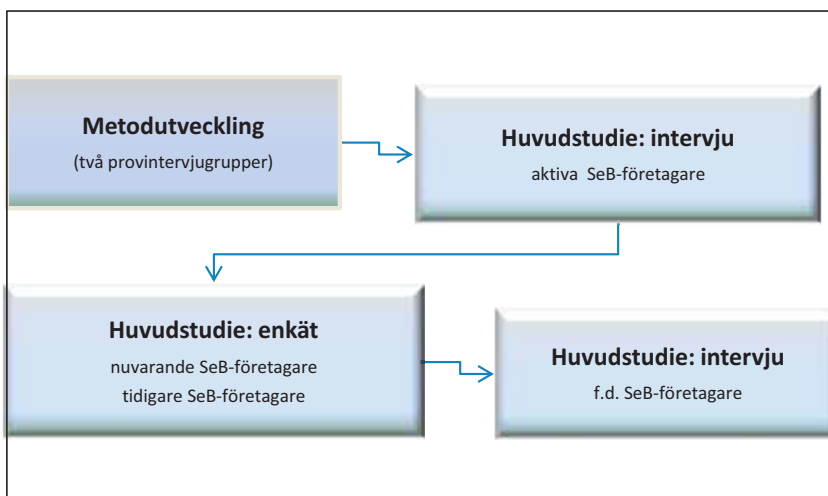 Metodutveckling
(två provintervjugrupper)
Huvudstudie: intervju
aktiva SeB-företagare
Huvudstudie: enkät
nuvarande SeB-företagare
tidigare SeB-företagare
Huvudstudie: intervju
f.d. SeB-företagare